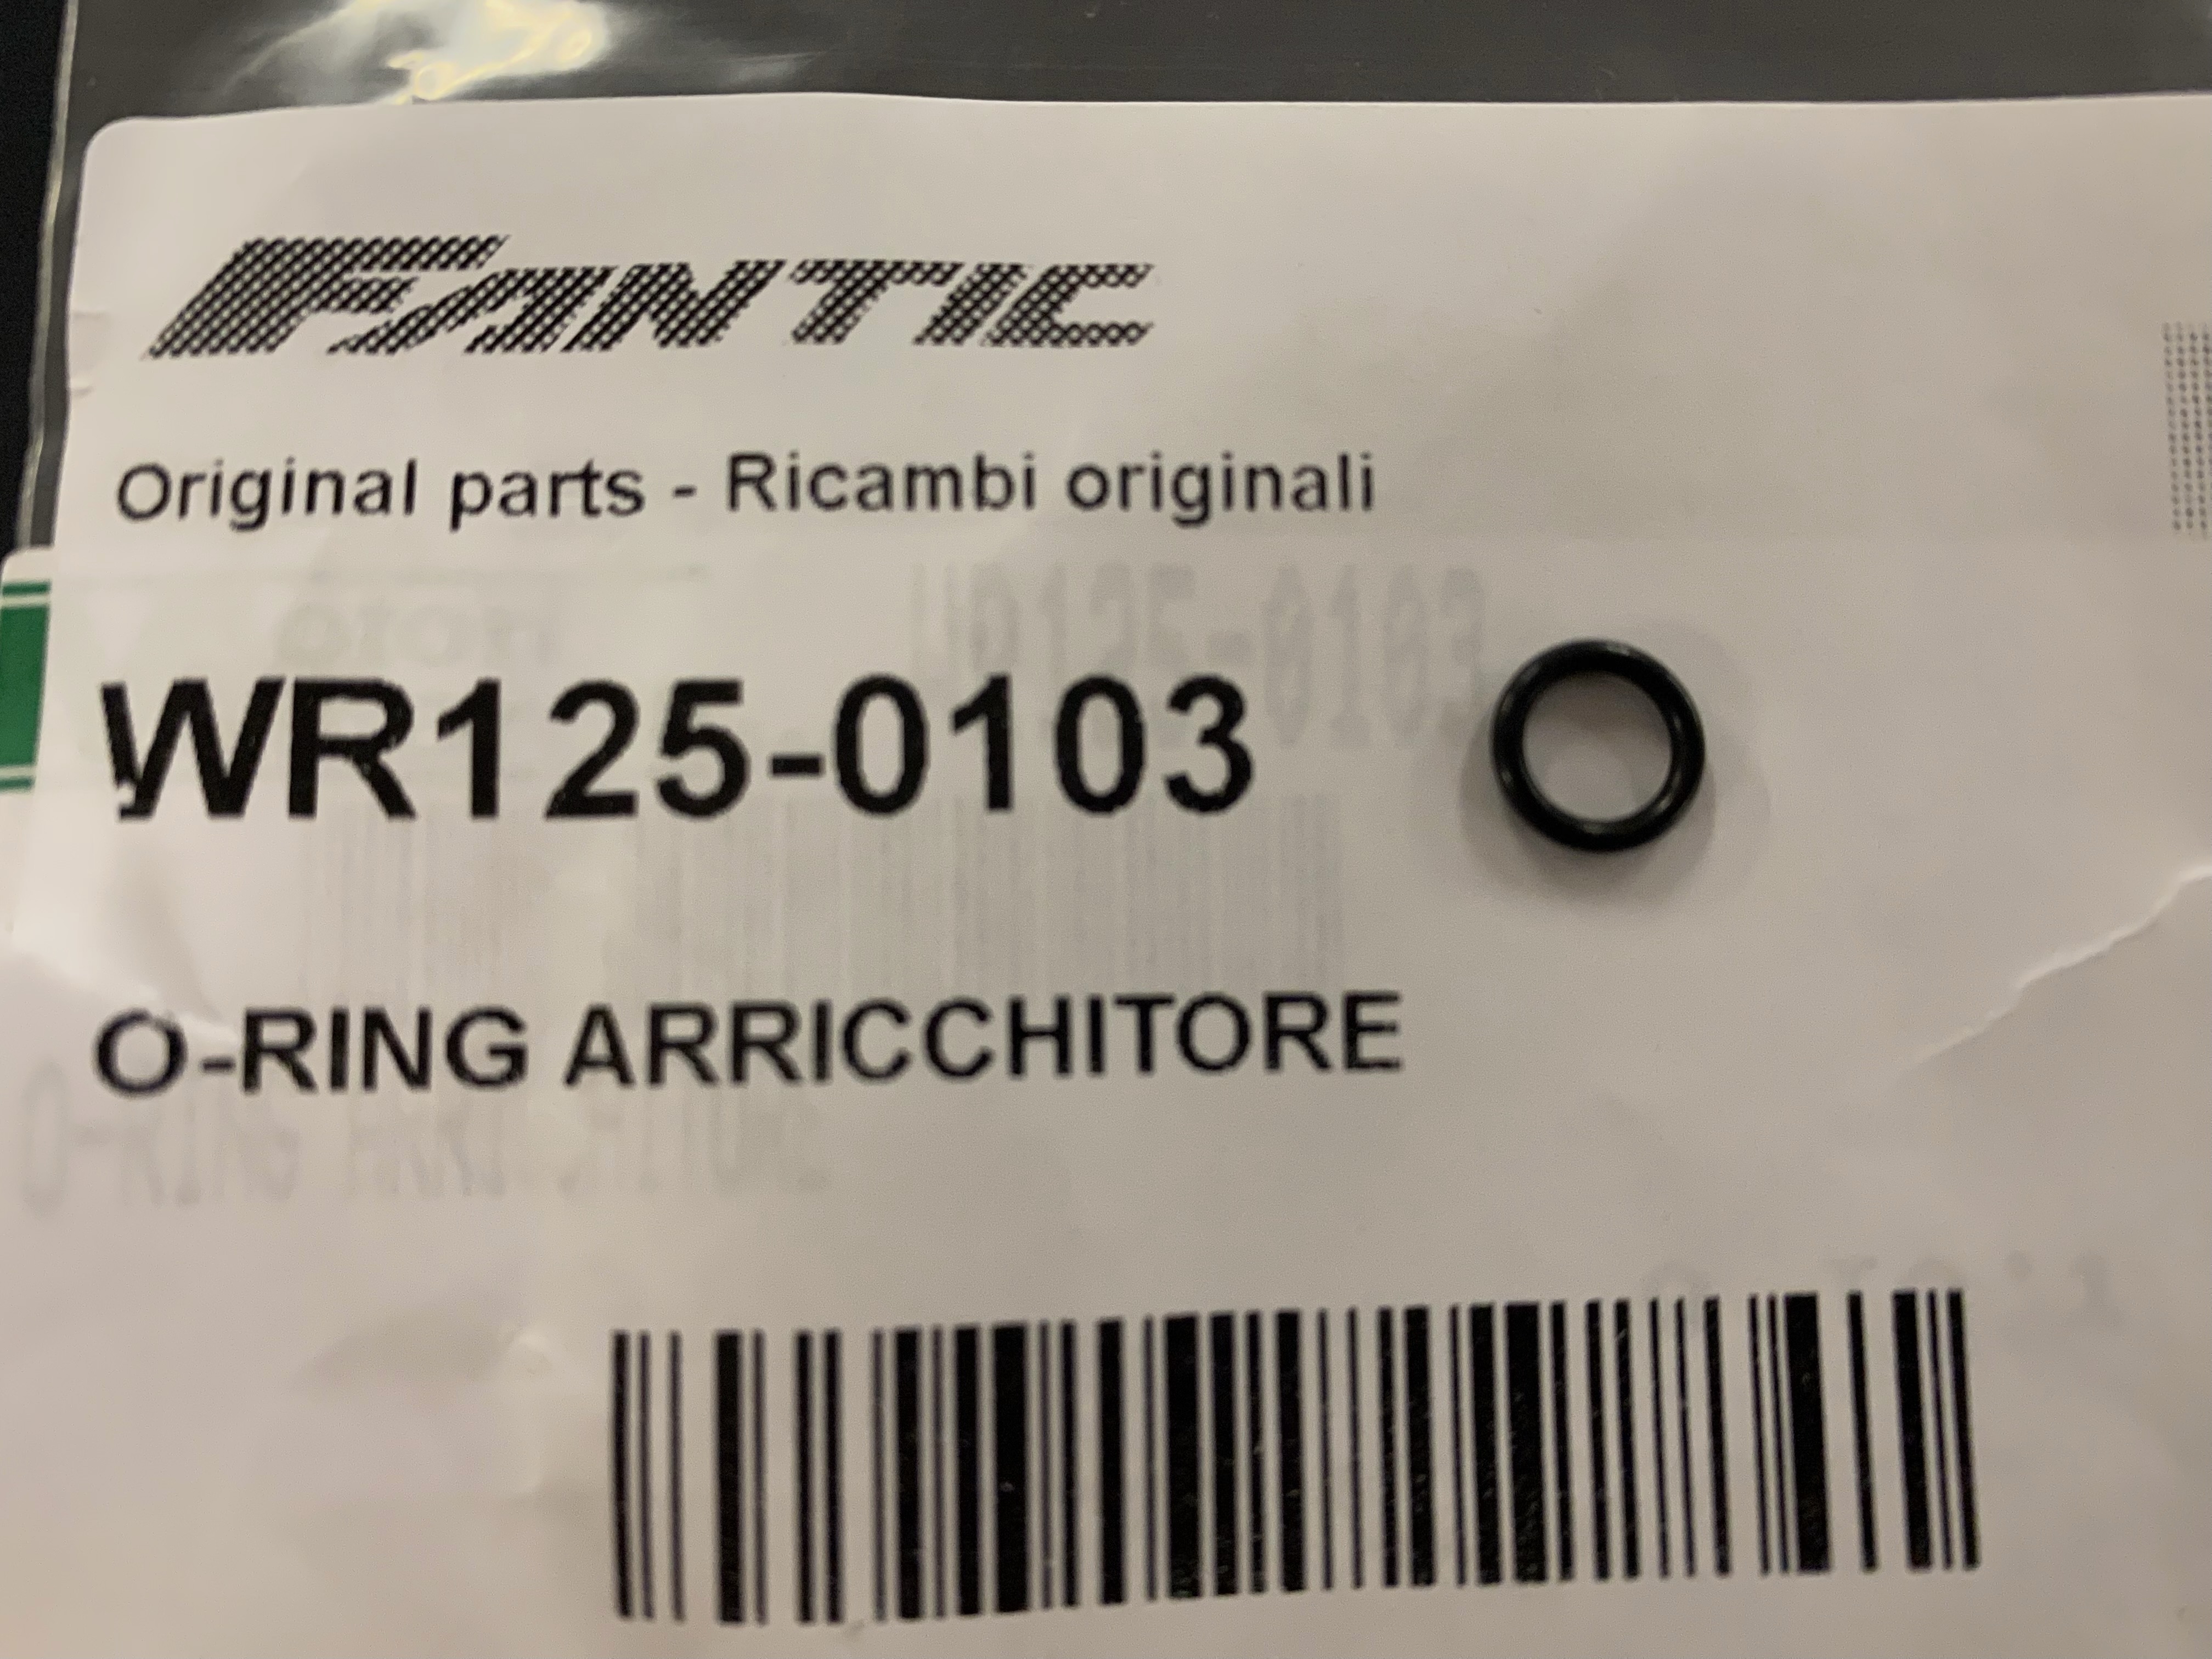 FANTIC
Original parts - Ricambi originali
WR125-0103
O-RING ARRICCHITORE